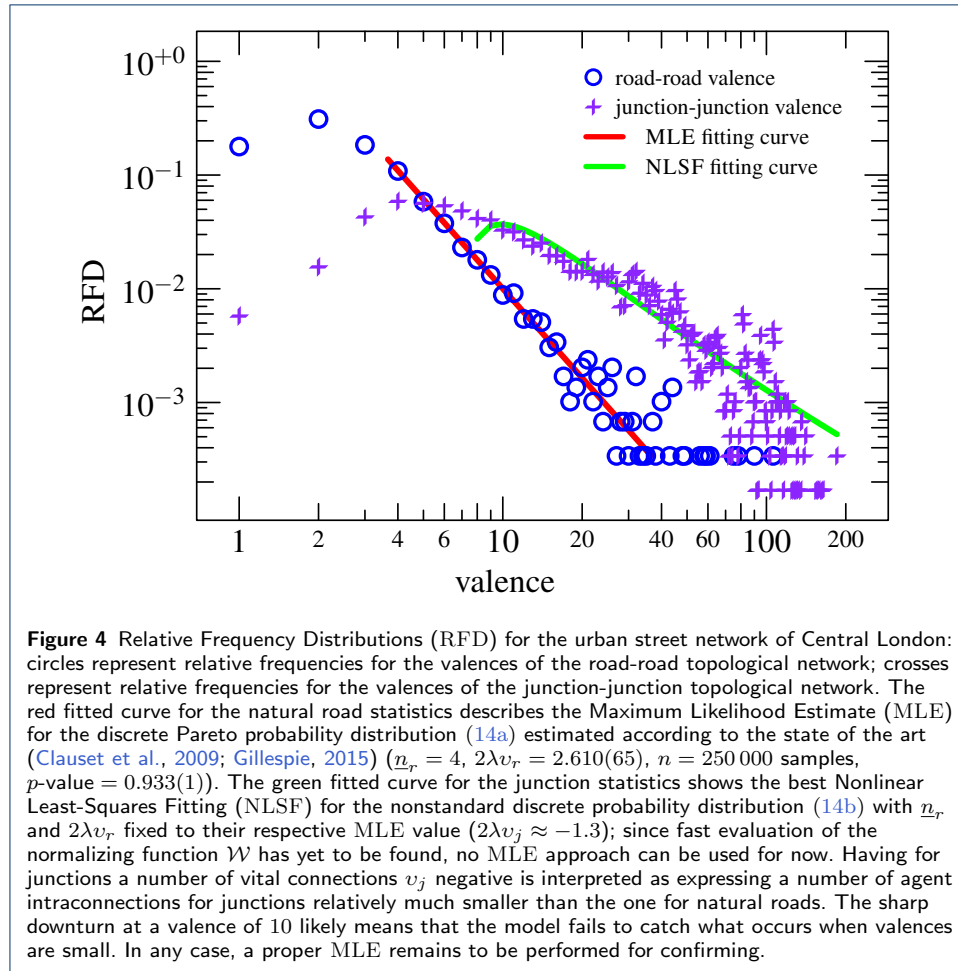 10⁺⁰
10⁻¹
10⁻²
10⁻³
RFD
road-road valence
junction-junction valence
MLE fitting curve
NLSF fitting curve
1 2 4 6 10 20 40 60 100 200
valence
Figure 4 Relative Frequency Distributions (RFD) for the urban street network of Central London:
circles represent relative frequencies for the valences of the road-road topological network; crosses
represent relative frequencies for the valences of the junction-junction topological network. The
red fitted curve for the natural road statistics describes the Maximum Likelihood Estimate (MLE)
for the discrete Pareto probability distribution (14a) estimated according to the state of the art
(Clauset et al., 2009; Gillespie, 2015) (n̲ᵣ = 4, 2λυᵣ = 2.610(65), n = 250 000 samples,
p-value = 0.933(1)). The green fitted curve for the junction statistics shows the best Nonlinear
Least-Squares Fitting (NLSF) for the nonstandard discrete probability distribution (14b) with n̲ᵣ
and 2λυᵣ fixed to their respective MLE value (2λυⱼ ≈ −1.3); since fast evaluation of the
normalizing function 𝒲 has yet to be found, no MLE approach can be used for now. Having for
junctions a number of vital connections υⱼ negative is interpreted as expressing a number of agent
intraconnections for junctions relatively much smaller than the one for natural roads. The sharp
downturn at a valence of 10 likely means that the model fails to catch what occurs when valences
are small. In any case, a proper MLE remains to be performed for confirming.